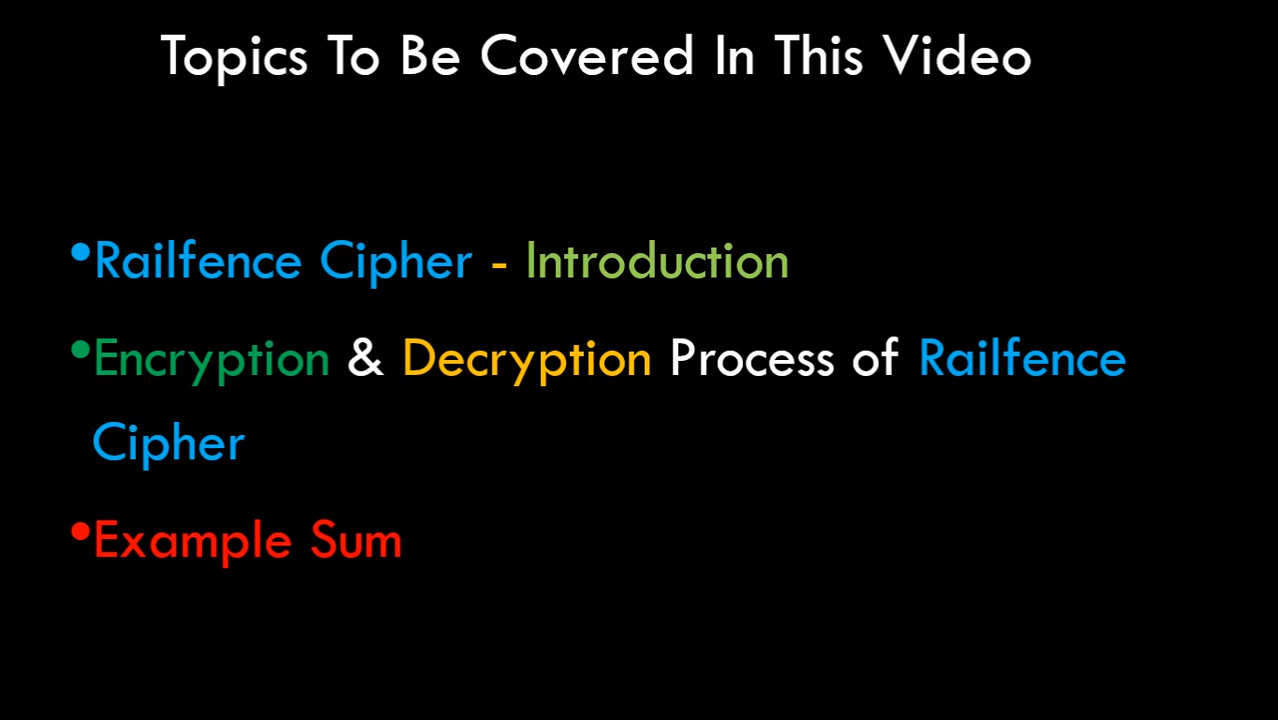 Topics To Be Covered In This Video
•Railfence Cipher - Introduction
•Encryption & Decryption Process of Railfence
Cipher
•Example Sum